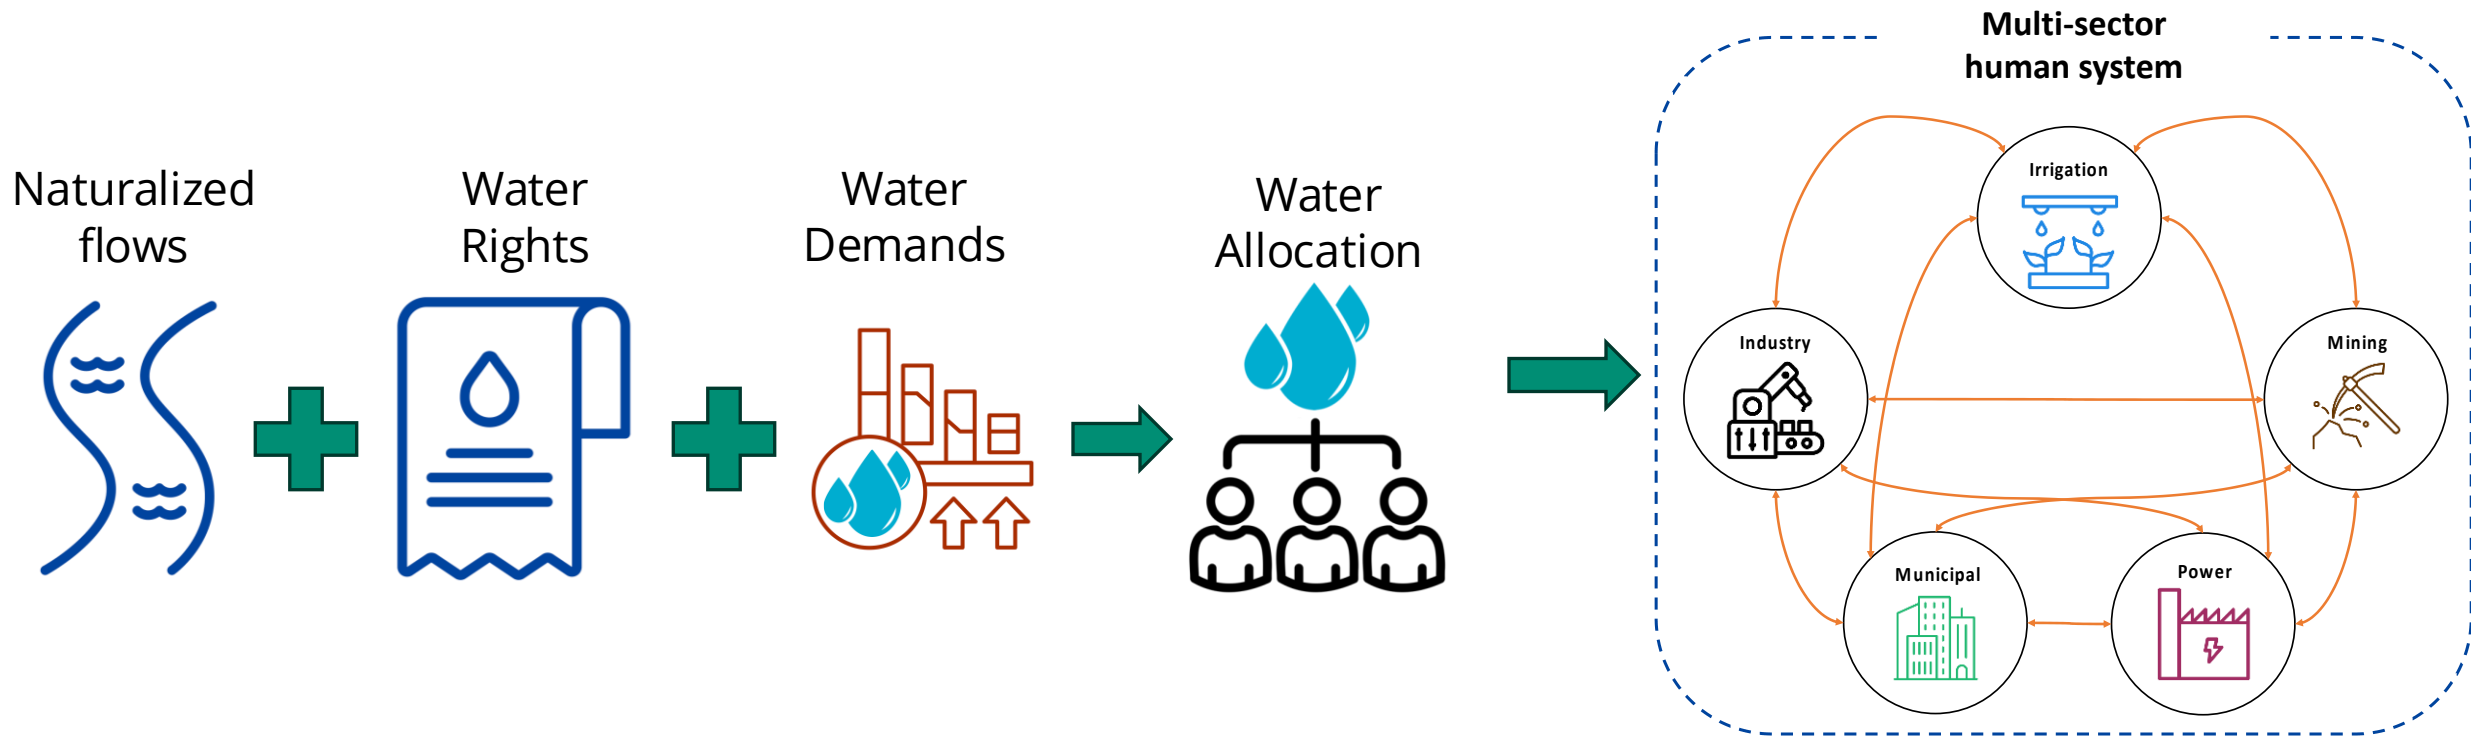 Naturalized
flows
Water
Rights
Water
Demands
Water
Allocation
Multi-sector
human system
Irrigation
Industry
Mining
Municipal
Power